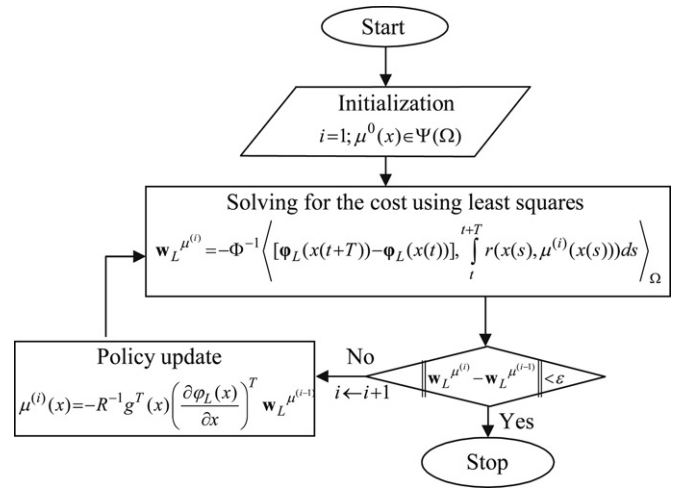 Start
Initialization
i=1; μ⁰(x)∈Ψ(Ω)
Solving for the cost using least squares
w_L^{μ^{(i)}} = −Φ^{−1} ⟨ [φ_L(x(t+T))−φ_L(x(t))], ∫_t^{t+T} r(x(s), μ^{(i)}(x(s)))ds ⟩_Ω
‖w_L^{μ^{(i)}} − w_L^{μ^{(i-1)}}‖ < ε
No
i←i+1
Policy update
μ^{(i)}(x)=−R^{−1}g^T(x)(∂φ_L(x)/∂x)^T w_L^{μ^{(i-1)}}
Yes
Stop